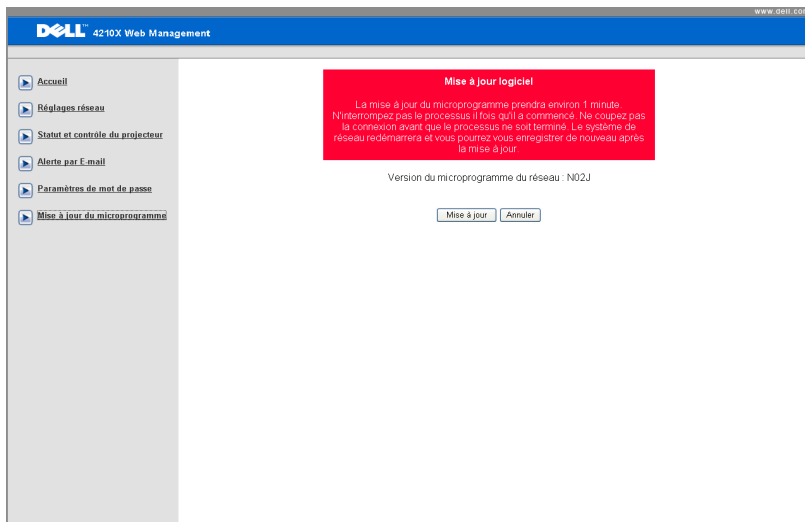 www.dell.com
DELL™ 4210X Web Management
Accueil
Réglages réseau
Statut et contrôle du projecteur
Alerte par E-mail
Paramètres de mot de passe
Mise à jour du microprogramme
Mise à jour logiciel
La mise à jour du microprogramme prendra environ 1 minute.
N'interrompez pas le processus il fois qu'il a commencé. Ne coupez pas
la connexion avant que le processus ne soit terminé. Le système de
réseau redémarrera et vous pourrez vous enregistrer de nouveau après
la mise à jour.
Version du microprogramme du réseau : N02J
Mise à jour
Annuler